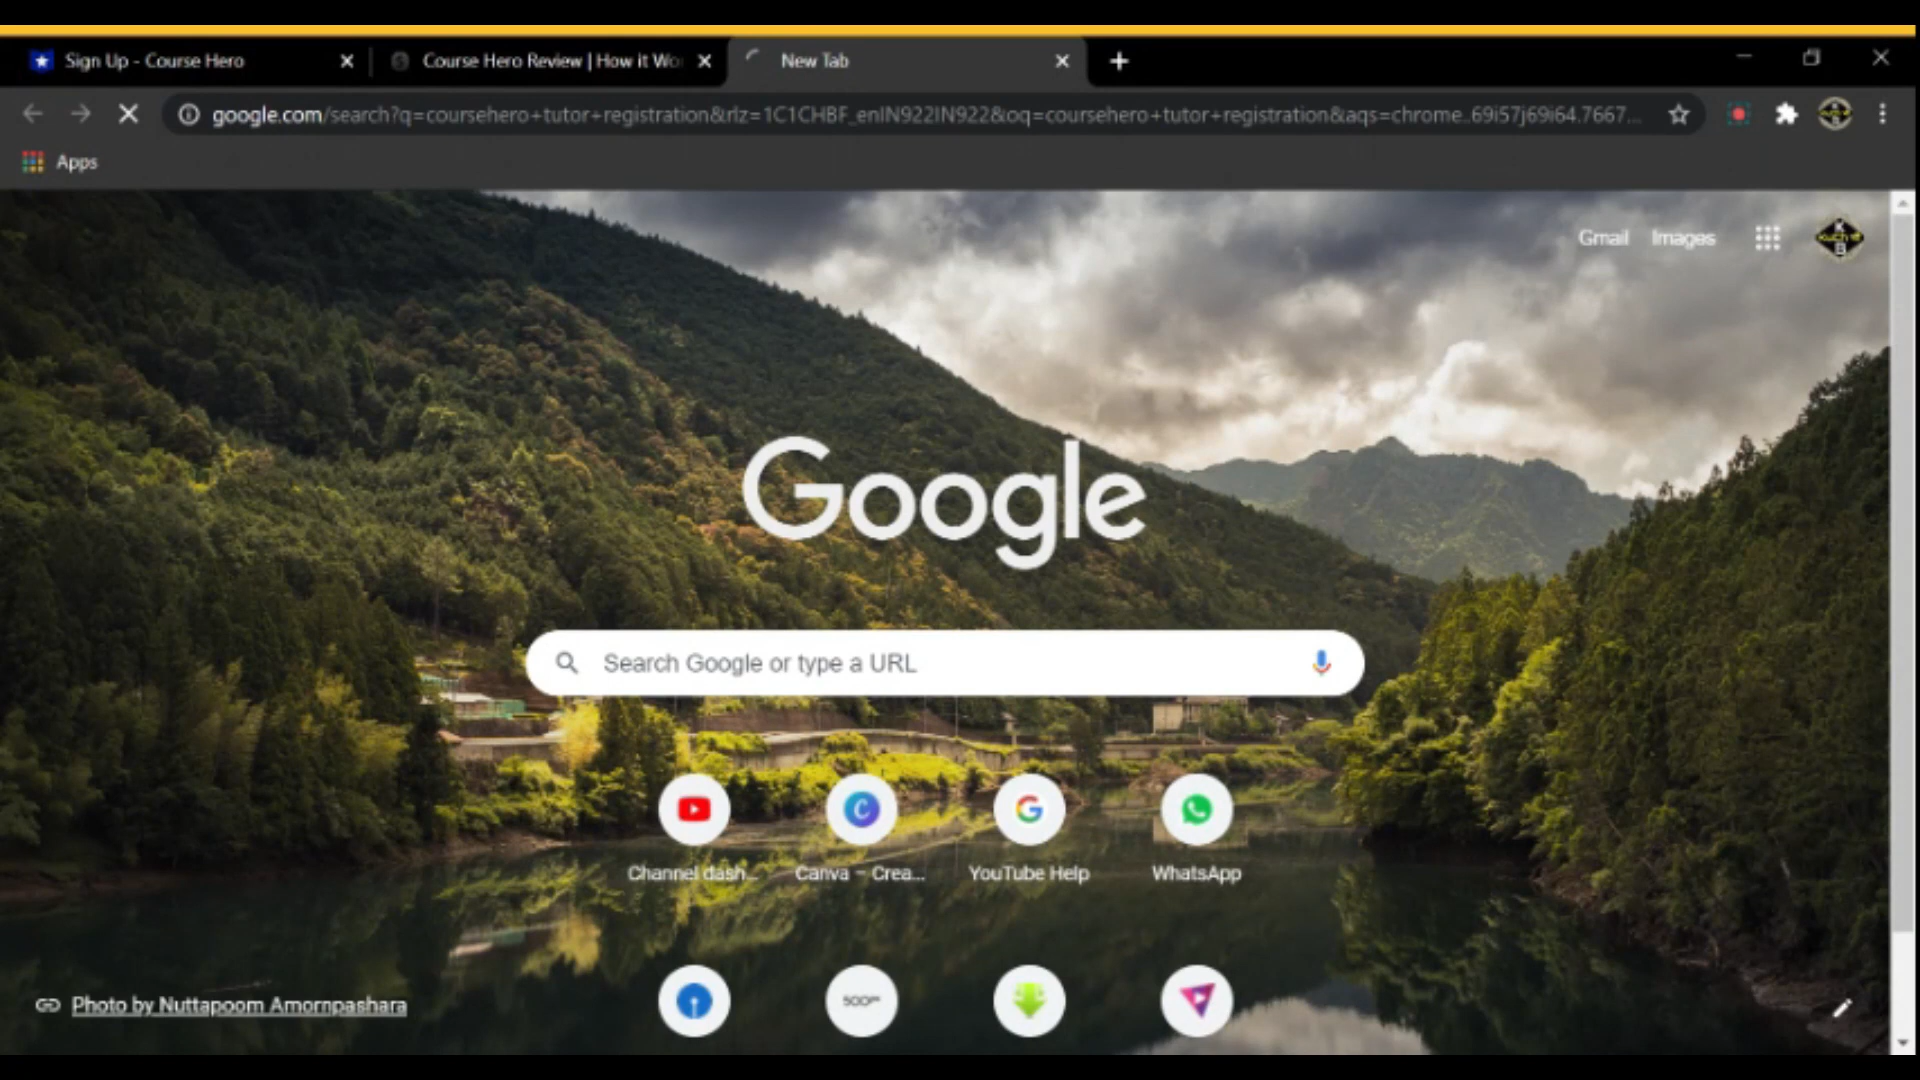 Sign Up - Course Hero
Course Hero Review | How it Wo
New Tab
google.com/search?q=coursehero+tutor+registration&rlz=1C1CHBF_enIN922IN922&oq=coursehero+tutor+registration&aqs=chrome..69i57j69i64.7667...
Apps
Gmail Images
Google
Search Google or type a URL
Channel dash... Canva – Crea... YouTube Help WhatsApp
500
Photo by Nuttapoom Amornpashara